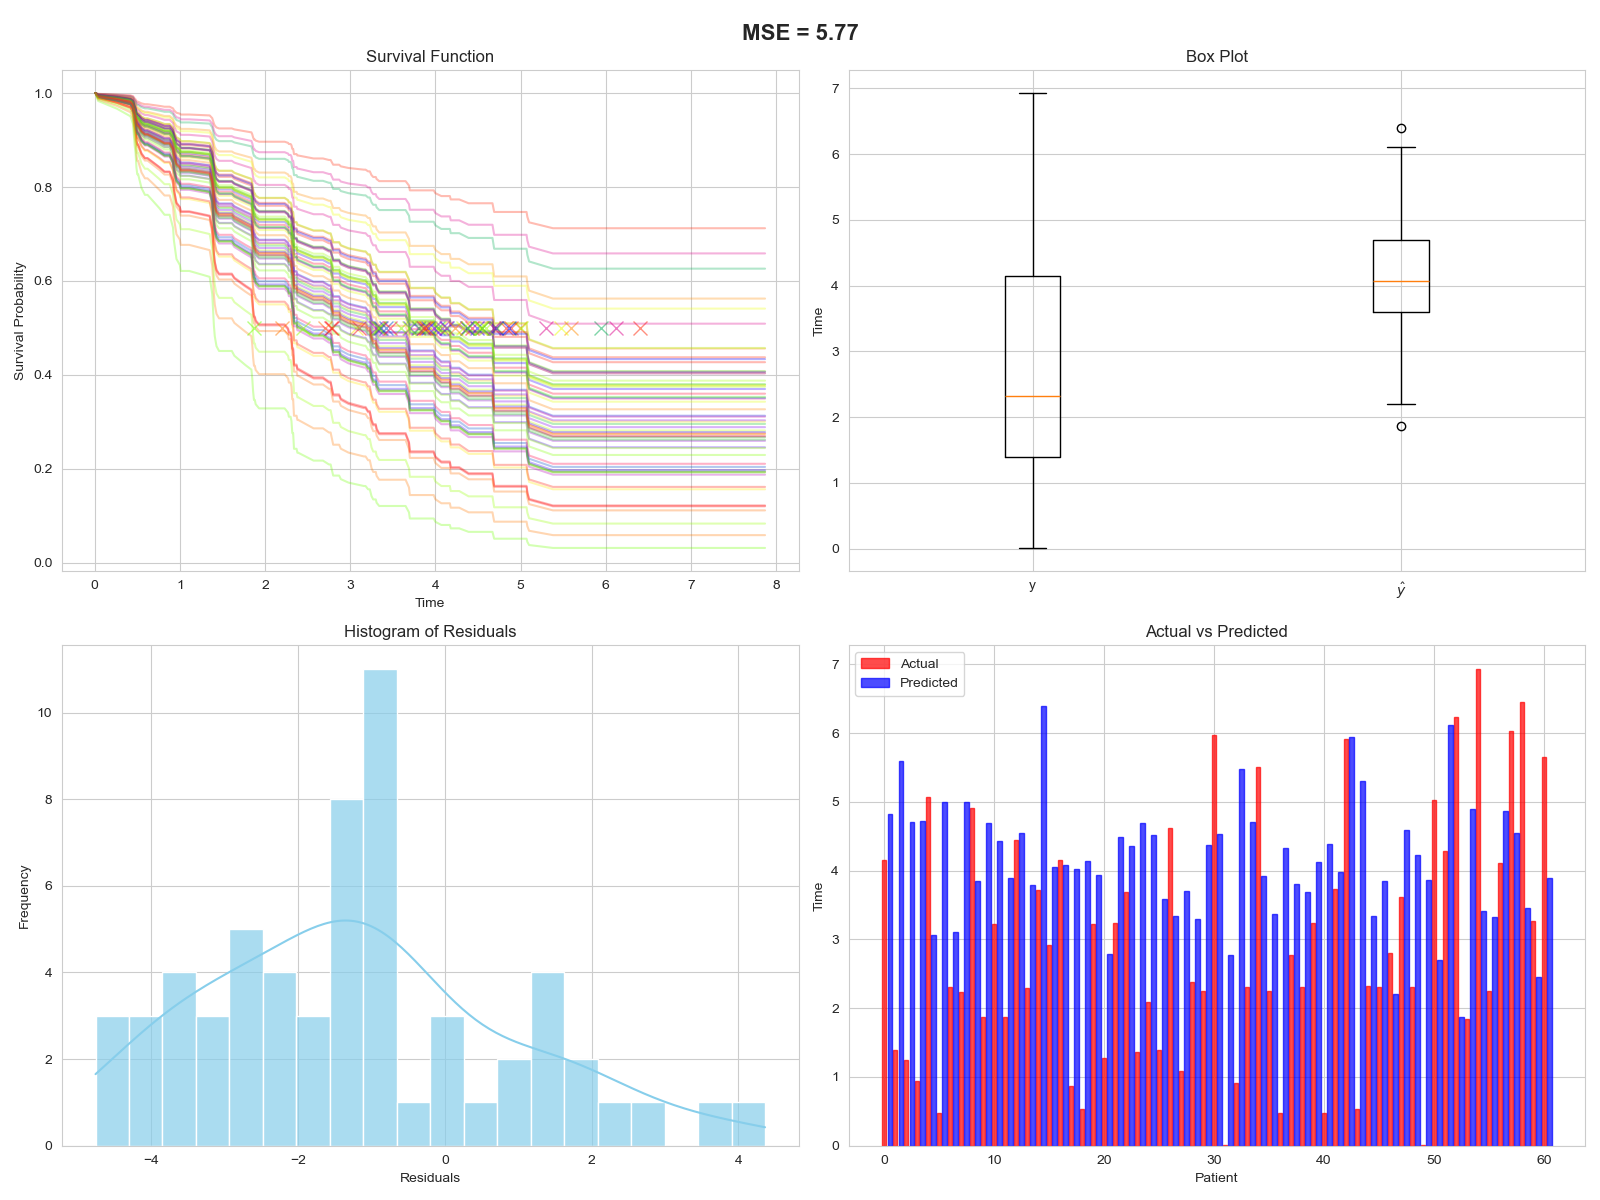 MSE = 5.77
Survival Function
1.0
0.8
0.6
0.4
0.2
0.0
Survival Probability
0 1 2 3 4 5 6 7 8
Time
Box Plot
7
6
5
4
3
2
1
0
Time
y ŷ
Histogram of Residuals
10
8
6
4
2
0
Frequency
−4 −2 0 2 4
Residuals
Actual vs Predicted
Actual
Predicted
7
6
5
4
3
2
1
0
Time
0 10 20 30 40 50 60
Patient